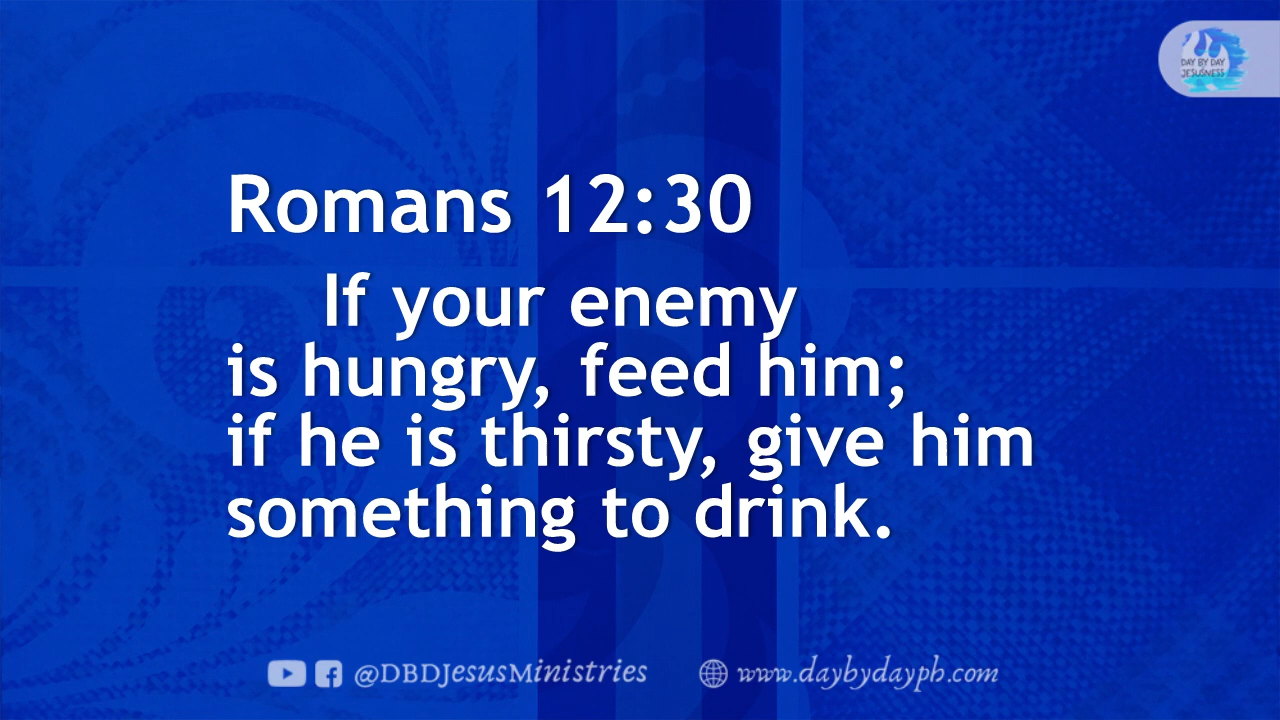 DAY BY DAY
JESUSNESS
Romans 12:30
If your enemy
is hungry, feed him;
if he is thirsty, give him
something to drink.
@DBDJesusMinistries
www.daybydayph.com